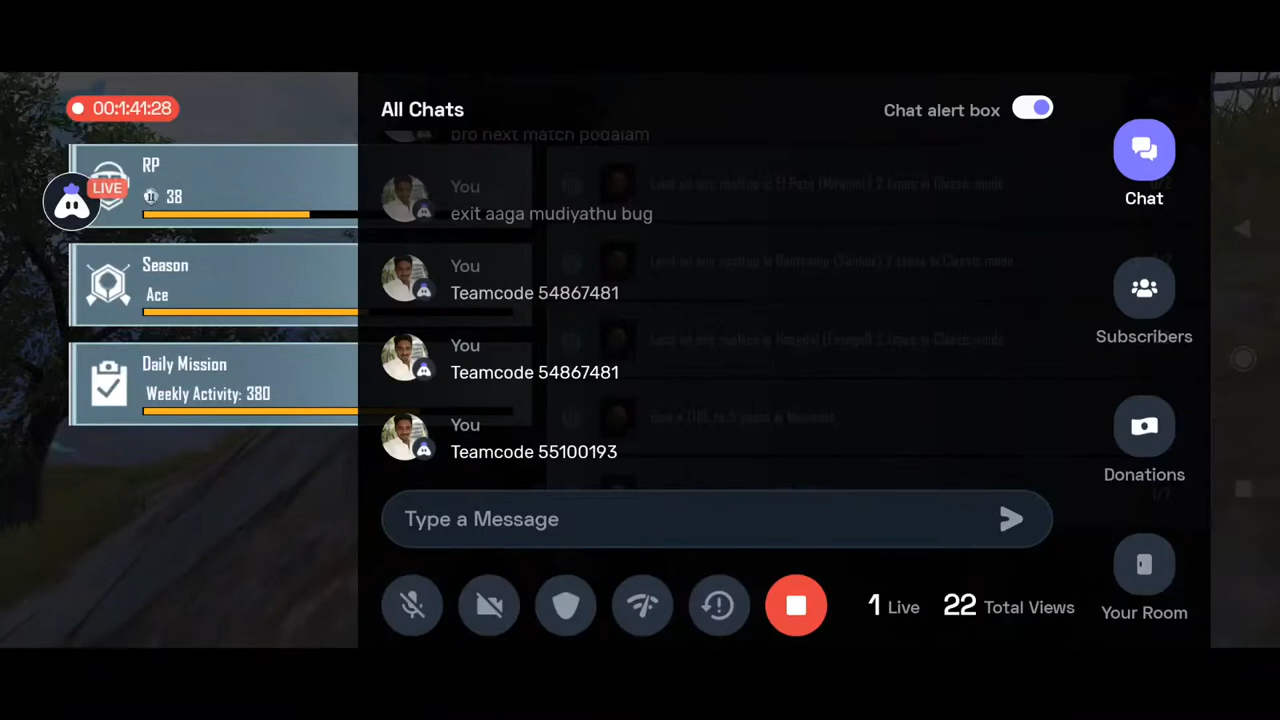 00:1:41:28
All Chats
Chat alert box
bro next match podalam
RP
LIVE
38
You
exit aaga mudiyathu bug
Chat
Season
Ace
You
Teamcode 54867481
Subscribers
You
Teamcode 54867481
Daily Mission
Weekly Activity: 380
You
Teamcode 55100193
Donations
Type a Message
1 Live
22 Total Views
Your Room